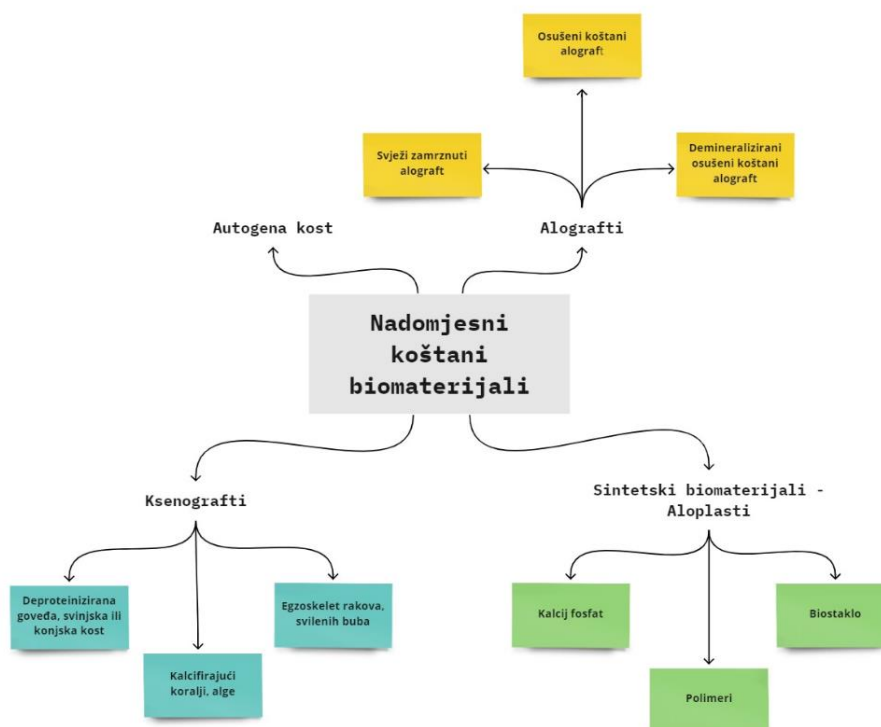 Osušeni koštani
alograft
Svježi zamrznuti
alograft
Demineralizirani
osušeni koštani
alograft
Autogena kost
Alografti
Nadomjesni
koštani
biomaterijali
Ksenografti
Sintetski biomaterijali -
Aloplasti
Deproteinizirana
goveđa, svinjska ili
konjska kost
Egzoskelet rakova,
svilenih buba
Kalcifirajući
koralji, alge
Kalcij fosfat
Biostaklo
Polimeri